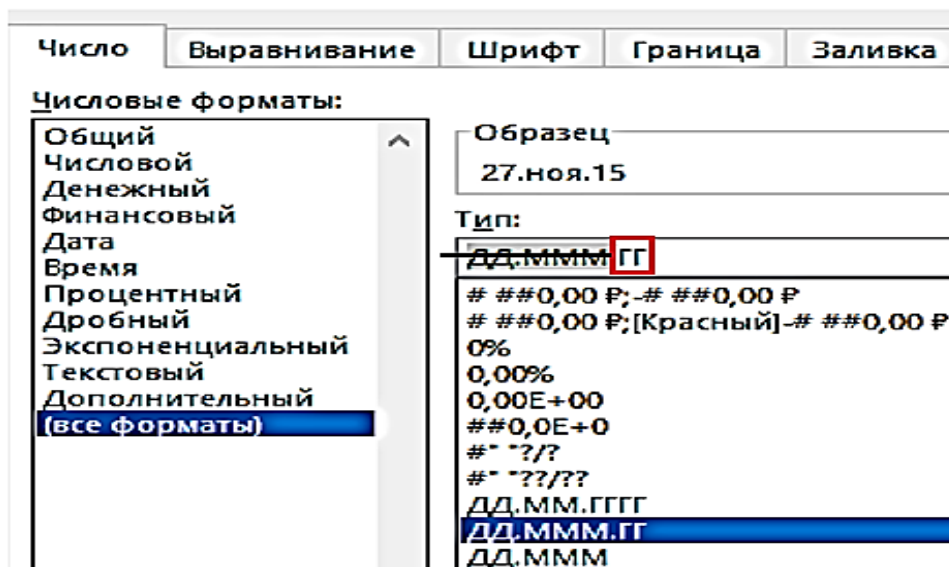 Число Выравнивание Шрифт Граница Заливка
Числовые форматы:
Общий
Числовой
Денежный
Финансовый
Дата
Время
Процентный
Дробный
Экспоненциальный
Текстовый
Дополнительный
(все форматы)
Образец
27.ноя.15
Тип:
ДД.МММ.ГГ
# ##0,00 ₽;-# ##0,00 ₽
# ##0,00 ₽;[Красный]-# ##0,00 ₽
0%
0,00%
0,00E+00
##0,0E+0
#" "?/?
#" "??/??
ДД.ММ.ГГГГ
ДД.МММ.ГГ
ДД.МММ